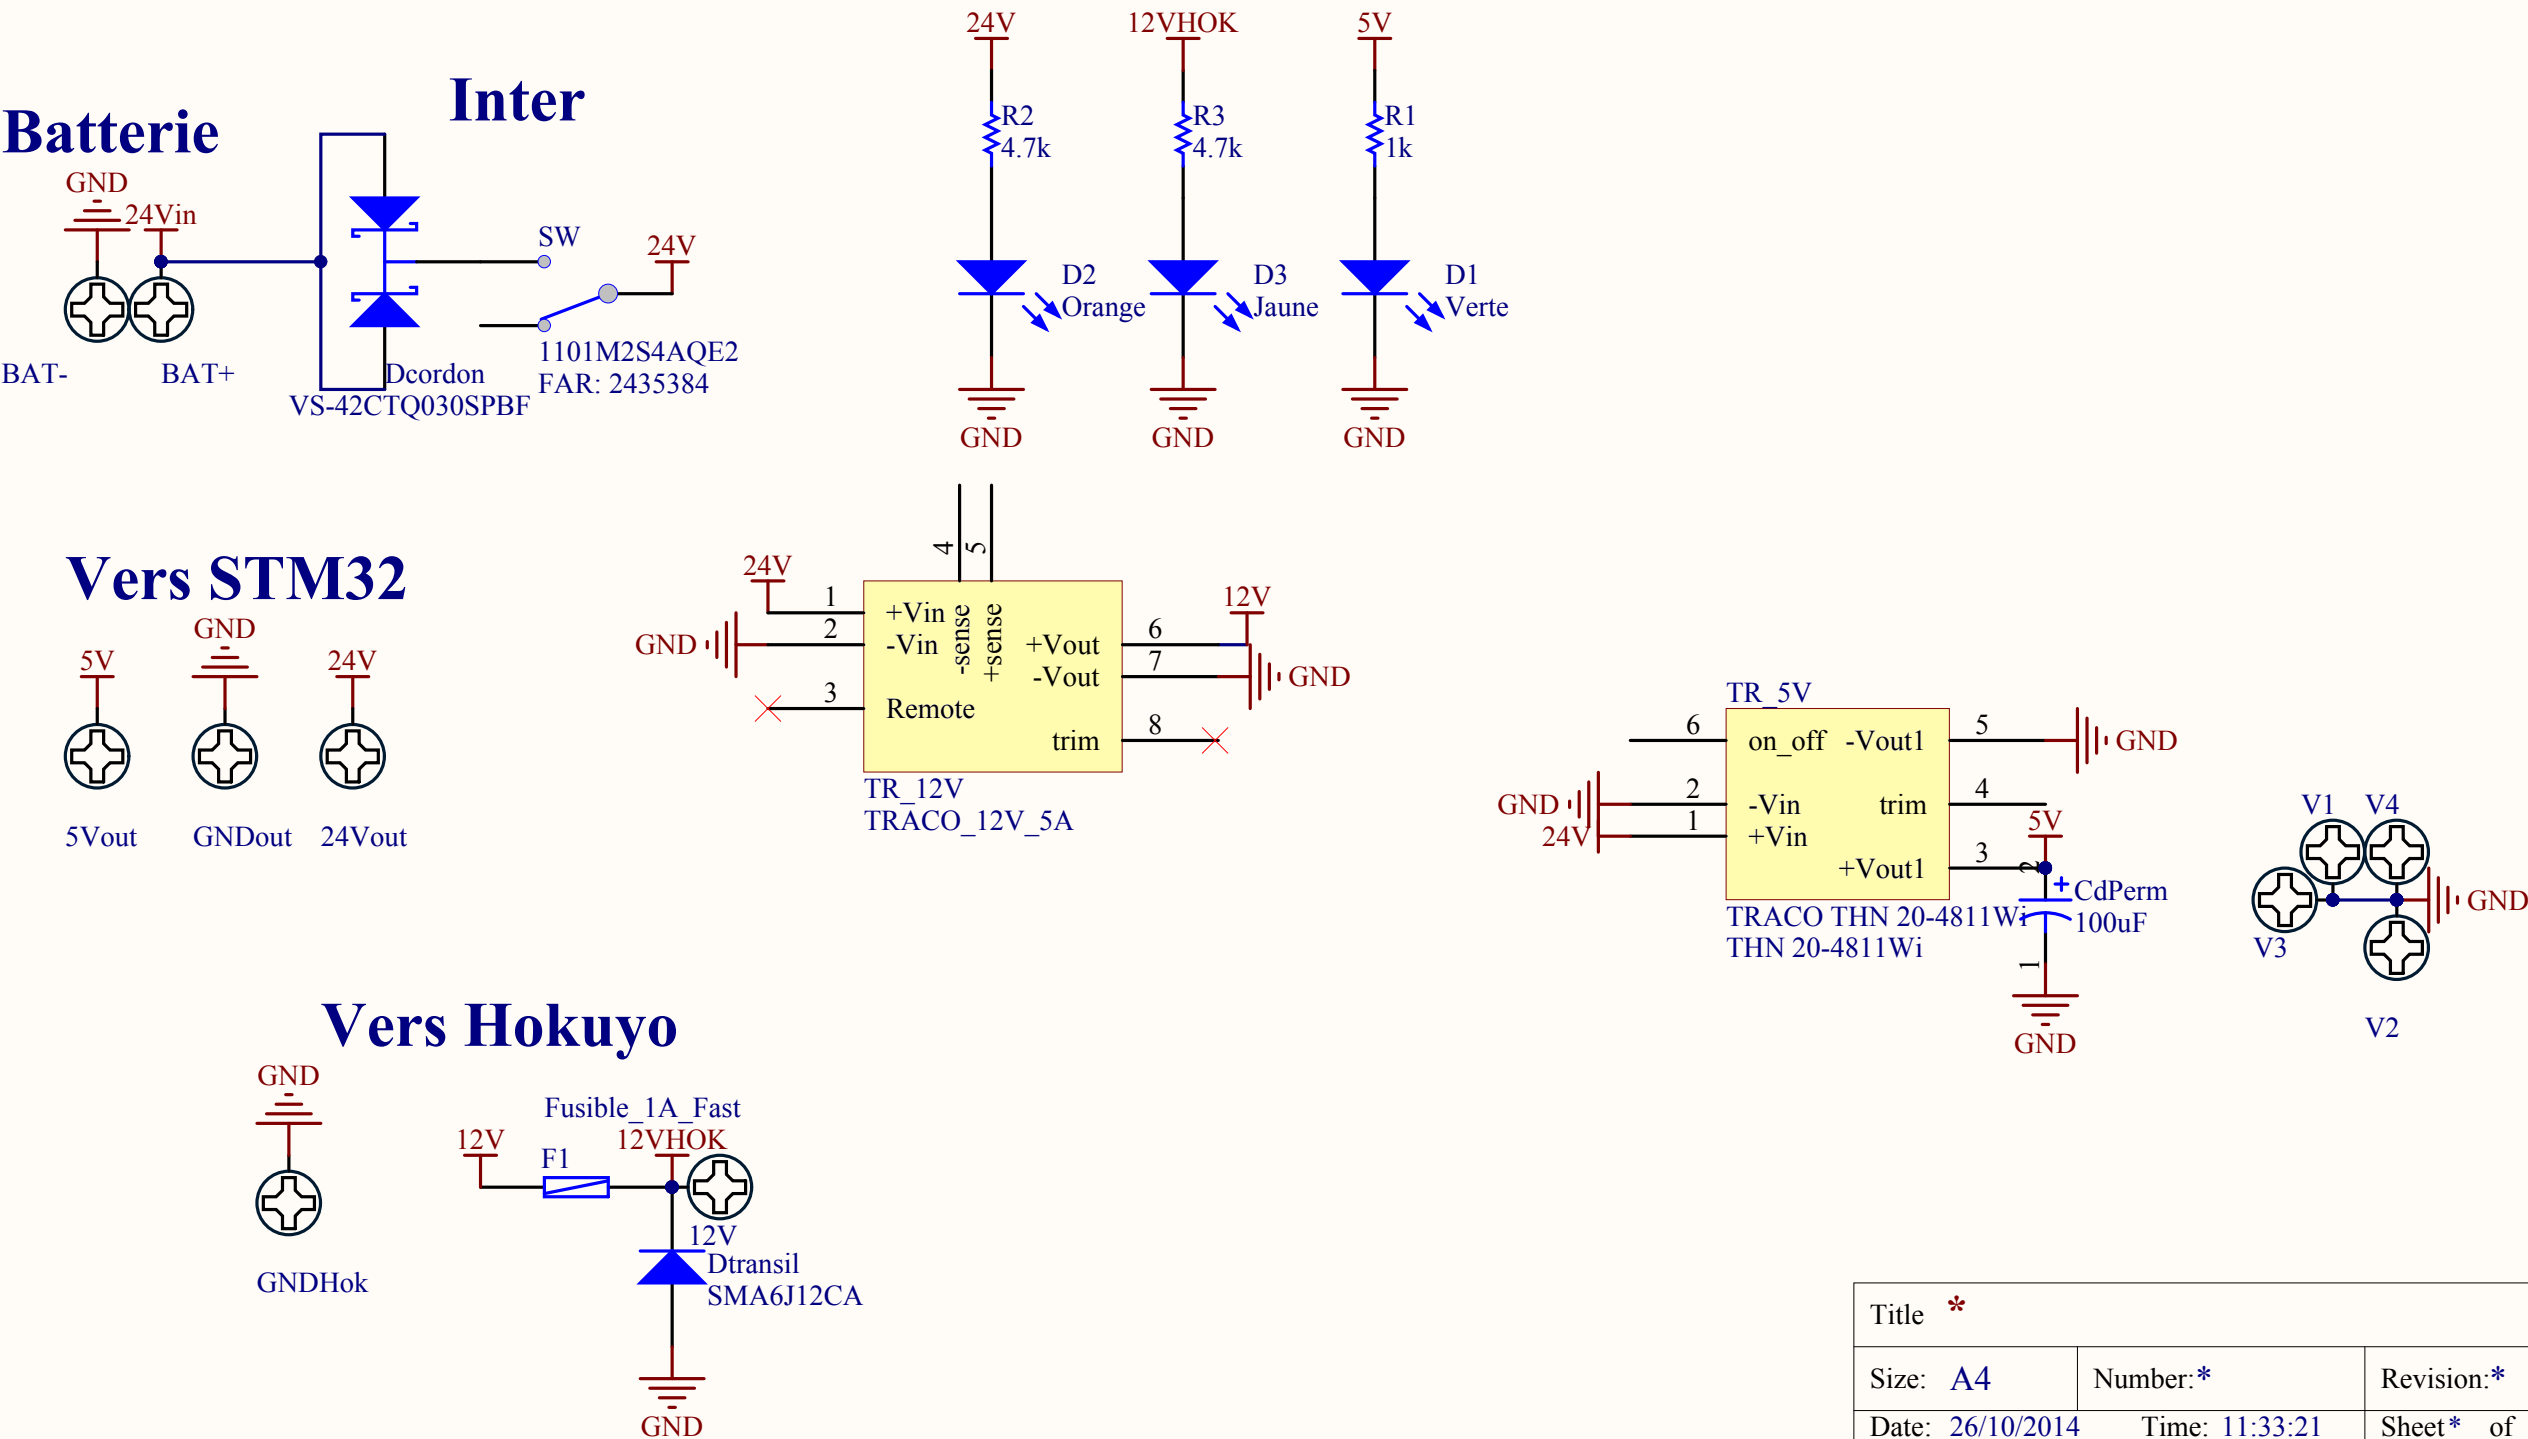 Batterie
GND
24Vin
BAT-
BAT+
Inter
Dcordon
VS-42CTQ030SPBF
SW
24V
1101M2S4AQE2
FAR: 2435384
24V
R2
4.7k
D2
Orange
GND
12VHOK
R3
4.7k
D3
Jaune
GND
5V
R1
1k
D1
Verte
GND
Vers STM32
5V
GND
24V
5Vout
GNDout
24Vout
4
5
24V
1
+Vin
GND
2
-Vin
3
Remote
-sense
+sense
12V
6
+Vout
7
-Vout
GND
8
trim
TR_12V
TRACO_12V_5A
TR_5V
6
on_off
-Vout1
5
GND
GND
2
-Vin
trim
4
24V
1
+Vin
5V
+Vout1
3
2
CdPerm
100uF
TRACO THN 20-4811Wi
THN 20-4811Wi
1
GND
V1
V4
GND
V3
V2
Vers Hokuyo
GND
GNDHok
Fusible_1A_Fast
12V
12VHOK
F1
12V
Dtransil
SMA6J12CA
GND
Title *
Size: A4
Number:*
Revision:*
Date: 26/10/2014
Time: 11:33:21
Sheet* of